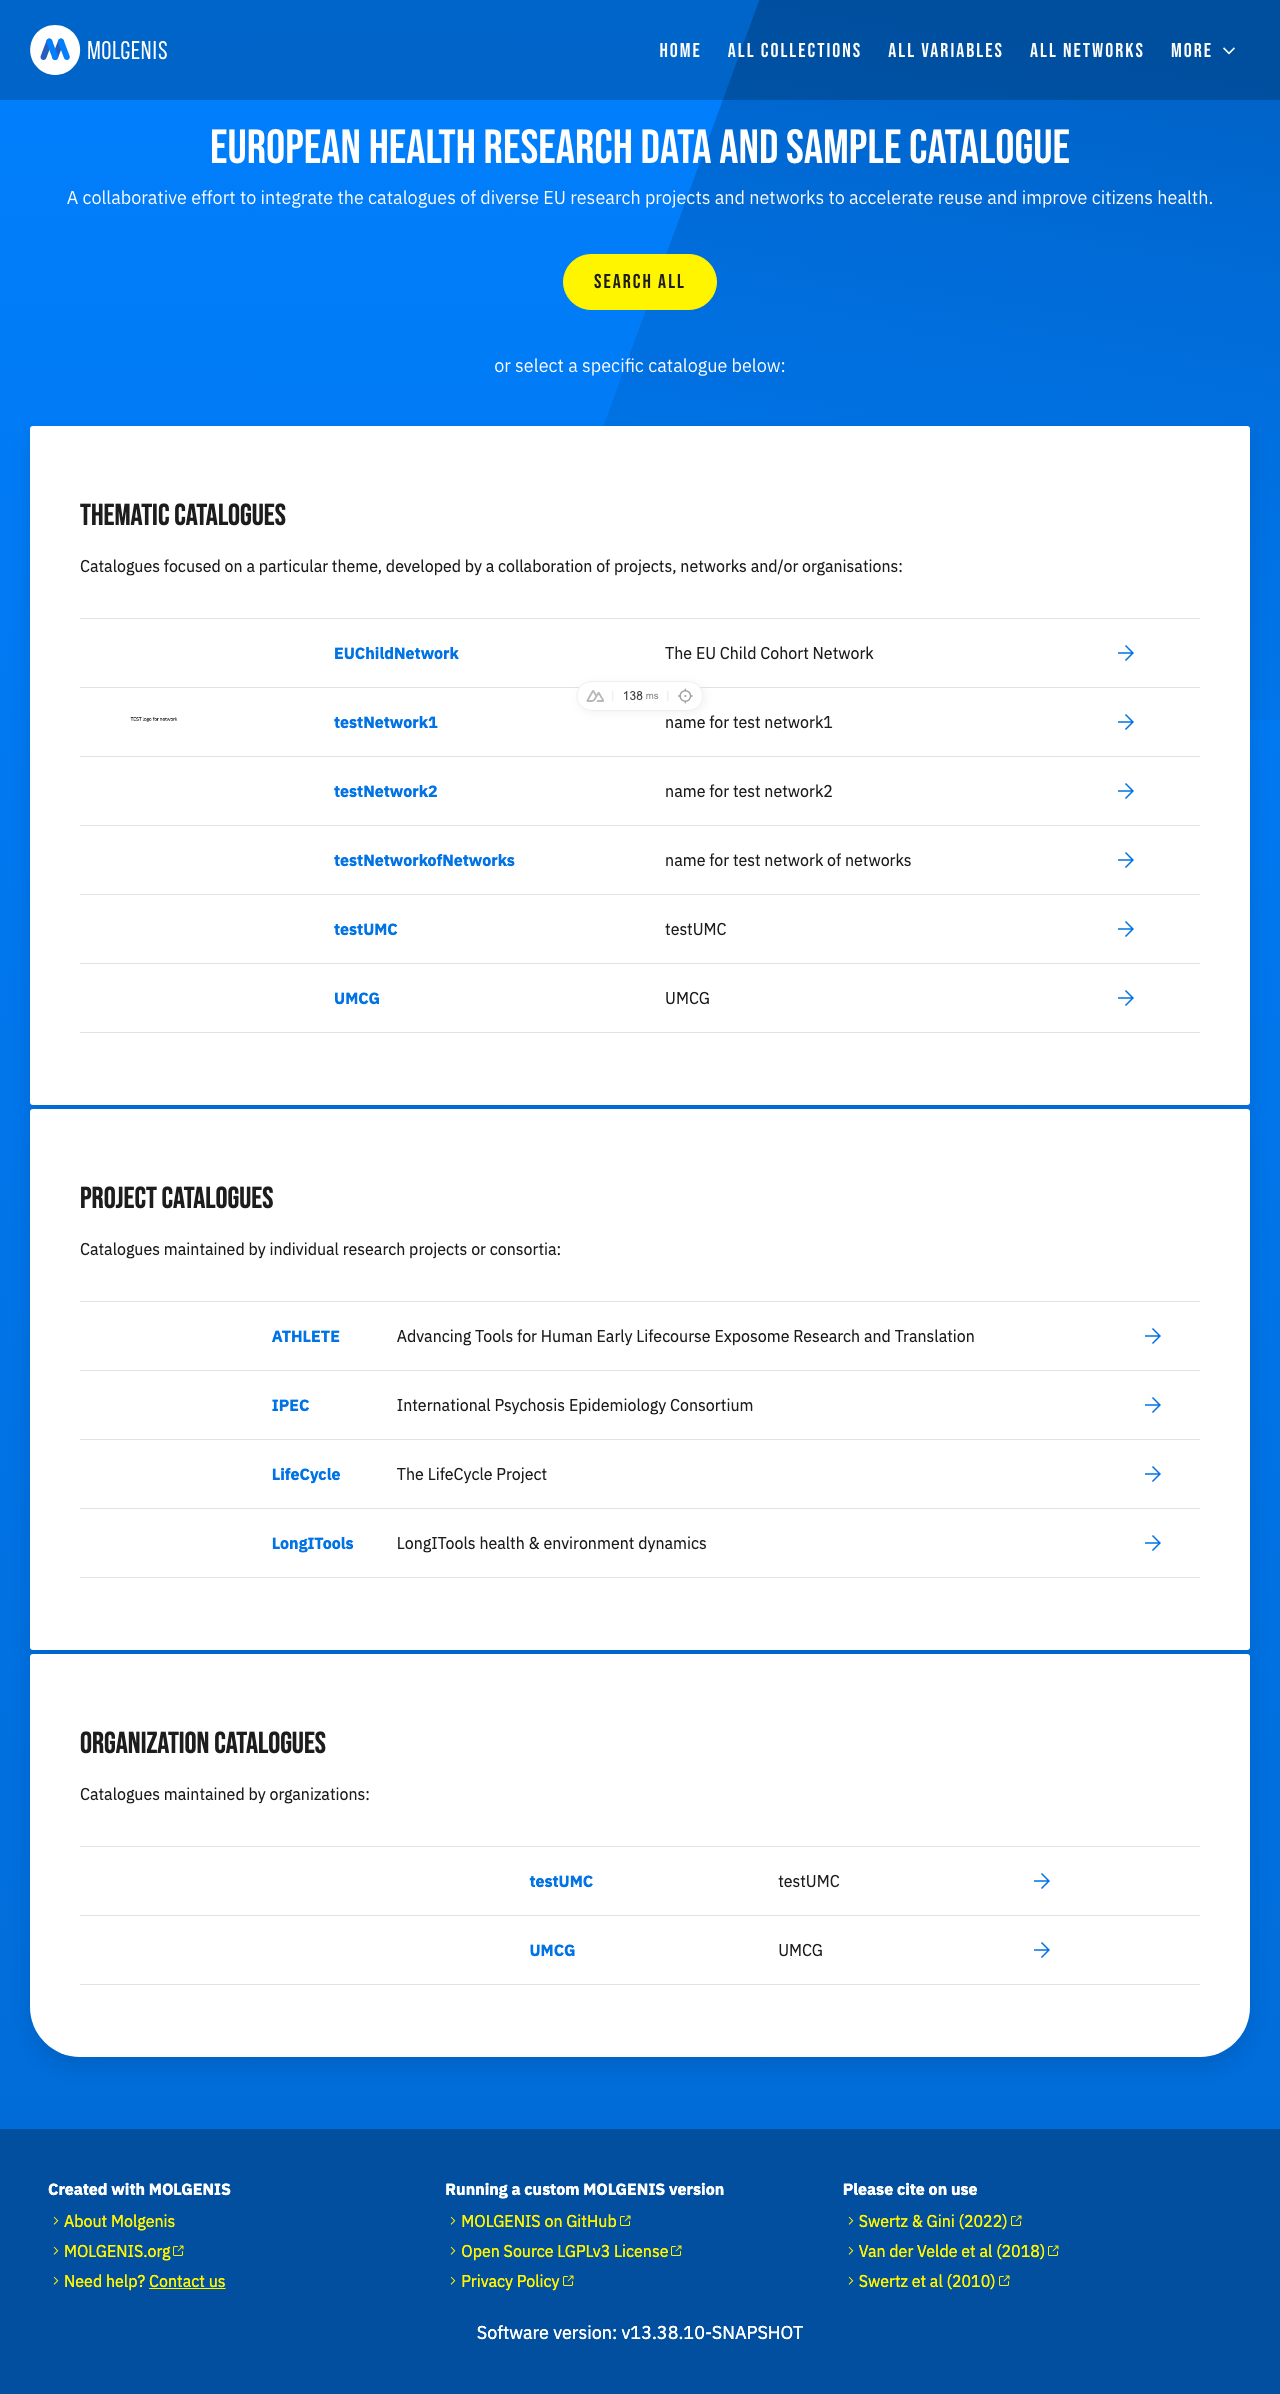 MOLGENIS
HOME ALL COLLECTIONS ALL VARIABLES ALL NETWORKS MORE
EUROPEAN HEALTH RESEARCH DATA AND SAMPLE CATALOGUE
A collaborative effort to integrate the catalogues of diverse EU research projects and networks to accelerate reuse and improve citizens health.
SEARCH ALL
or select a specific catalogue below:
THEMATIC CATALOGUES
Catalogues focused on a particular theme, developed by a collaboration of projects, networks and/or organisations:
EUChildNetwork The EU Child Cohort Network
138 ms
TEST logo for network testNetwork1 name for test network1
testNetwork2 name for test network2
testNetworkofNetworks name for test network of networks
testUMC testUMC
UMCG UMCG
PROJECT CATALOGUES
Catalogues maintained by individual research projects or consortia:
ATHLETE Advancing Tools for Human Early Lifecourse Exposome Research and Translation
IPEC International Psychosis Epidemiology Consortium
LifeCycle The LifeCycle Project
LongITools LongITools health & environment dynamics
ORGANIZATION CATALOGUES
Catalogues maintained by organizations:
testUMC testUMC
UMCG UMCG
Created with MOLGENIS
About Molgenis
MOLGENIS.org
Need help? Contact us
Running a custom MOLGENIS version
MOLGENIS on GitHub
Open Source LGPLv3 License
Privacy Policy
Please cite on use
Swertz & Gini (2022)
Van der Velde et al (2018)
Swertz et al (2010)
Software version: v13.38.10-SNAPSHOT